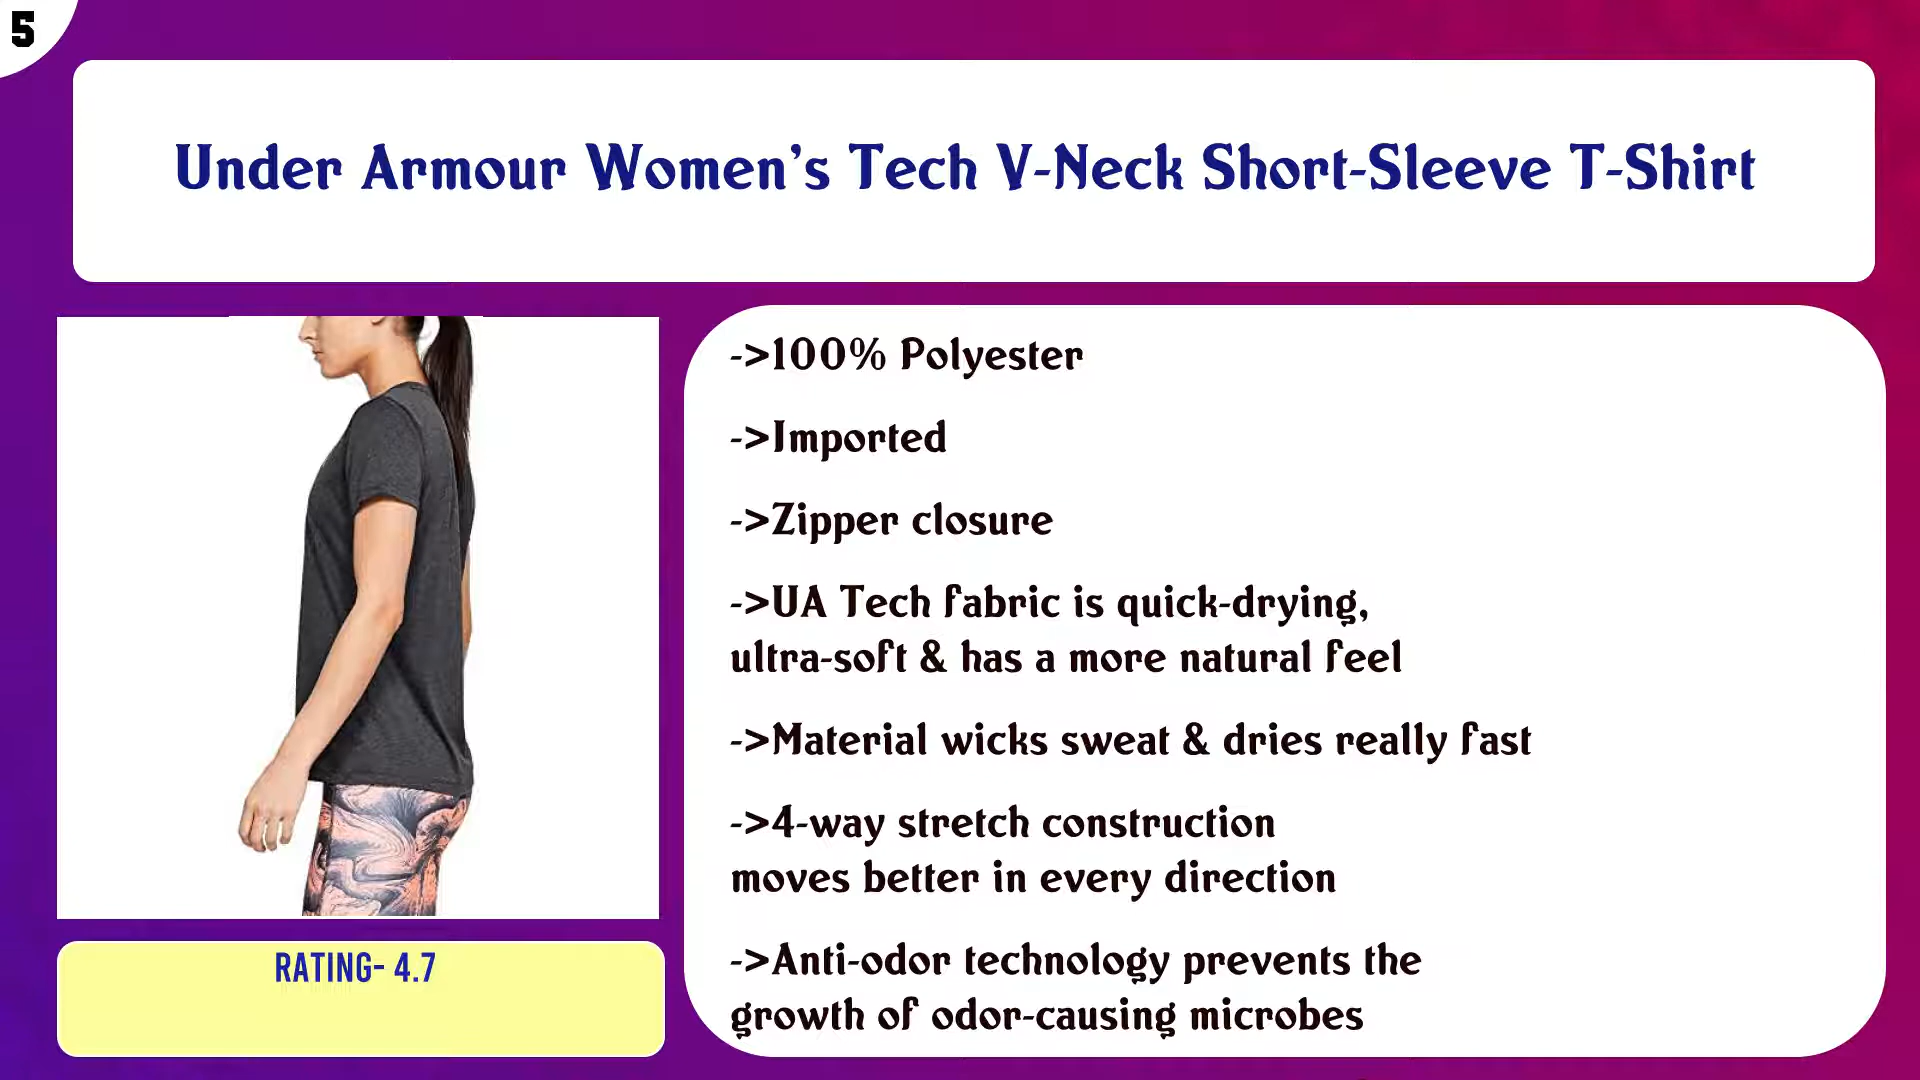 5
Under Armour Women's Tech V-Neck Short-Sleeve T-Shirt
->100% Polyester
->Imported
->Zipper closure
->UA Tech fabric is quick-drying,
ultra-soft & has a more natural feel
->Material wicks sweat & dries really fast
->4-way stretch construction
moves better in every direction
->Anti-odor technology prevents the
growth of odor-causing microbes
RATING- 4.7